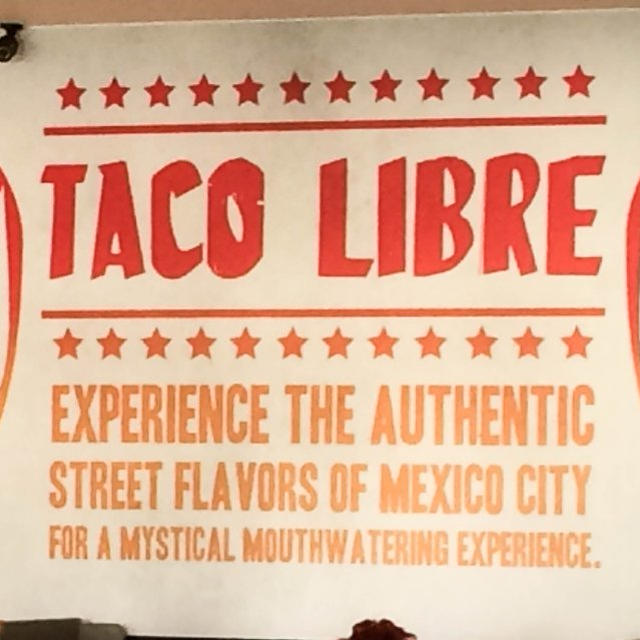 TACO LIBRE
EXPERIENCE THE AUTHENTIC
STREET FLAVORS OF MEXICO CITY
FOR A MYSTICAL MOUTHWATERING EXPERIENCE.